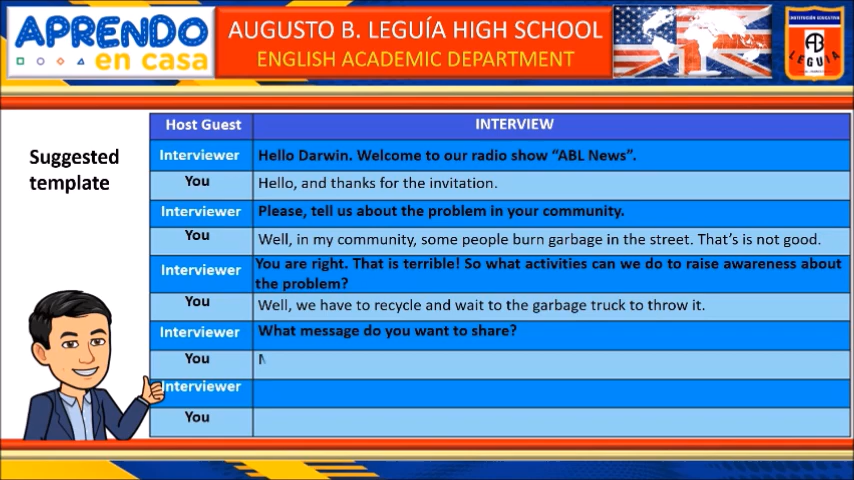 APRENDO
en casa
AUGUSTO B. LEGUÍA HIGH SCHOOL
ENGLISH ACADEMIC DEPARTMENT
INSTITUCIÓN EDUCATIVA
AB
LEGUIA
Suggested
template
Host Guest INTERVIEW
Interviewer Hello Darwin. Welcome to our radio show “ABL News”.
You Hello, and thanks for the invitation.
Interviewer Please, tell us about the problem in your community.
You Well, in my community, some people burn garbage in the street. That’s is not good.
Interviewer You are right. That is terrible! So what activities can we do to raise awareness about
the problem?
You Well, we have to recycle and wait to the garbage truck to throw it.
Interviewer What message do you want to share?
You
Interviewer
You